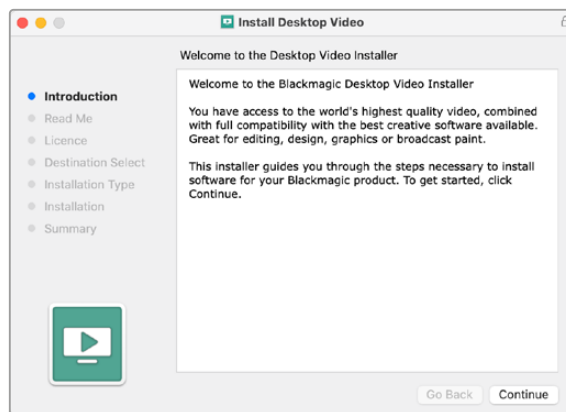 Install Desktop Video
Welcome to the Desktop Video Installer
Introduction
Read Me
Licence
Destination Select
Installation Type
Installation
Summary
Welcome to the Blackmagic Desktop Video Installer
You have access to the world's highest quality video, combined
with full compatibility with the best creative software available.
Great for editing, design, graphics or broadcast paint.
This installer guides you through the steps necessary to install
software for your Blackmagic product. To get started, click
Continue.
Go Back
Continue